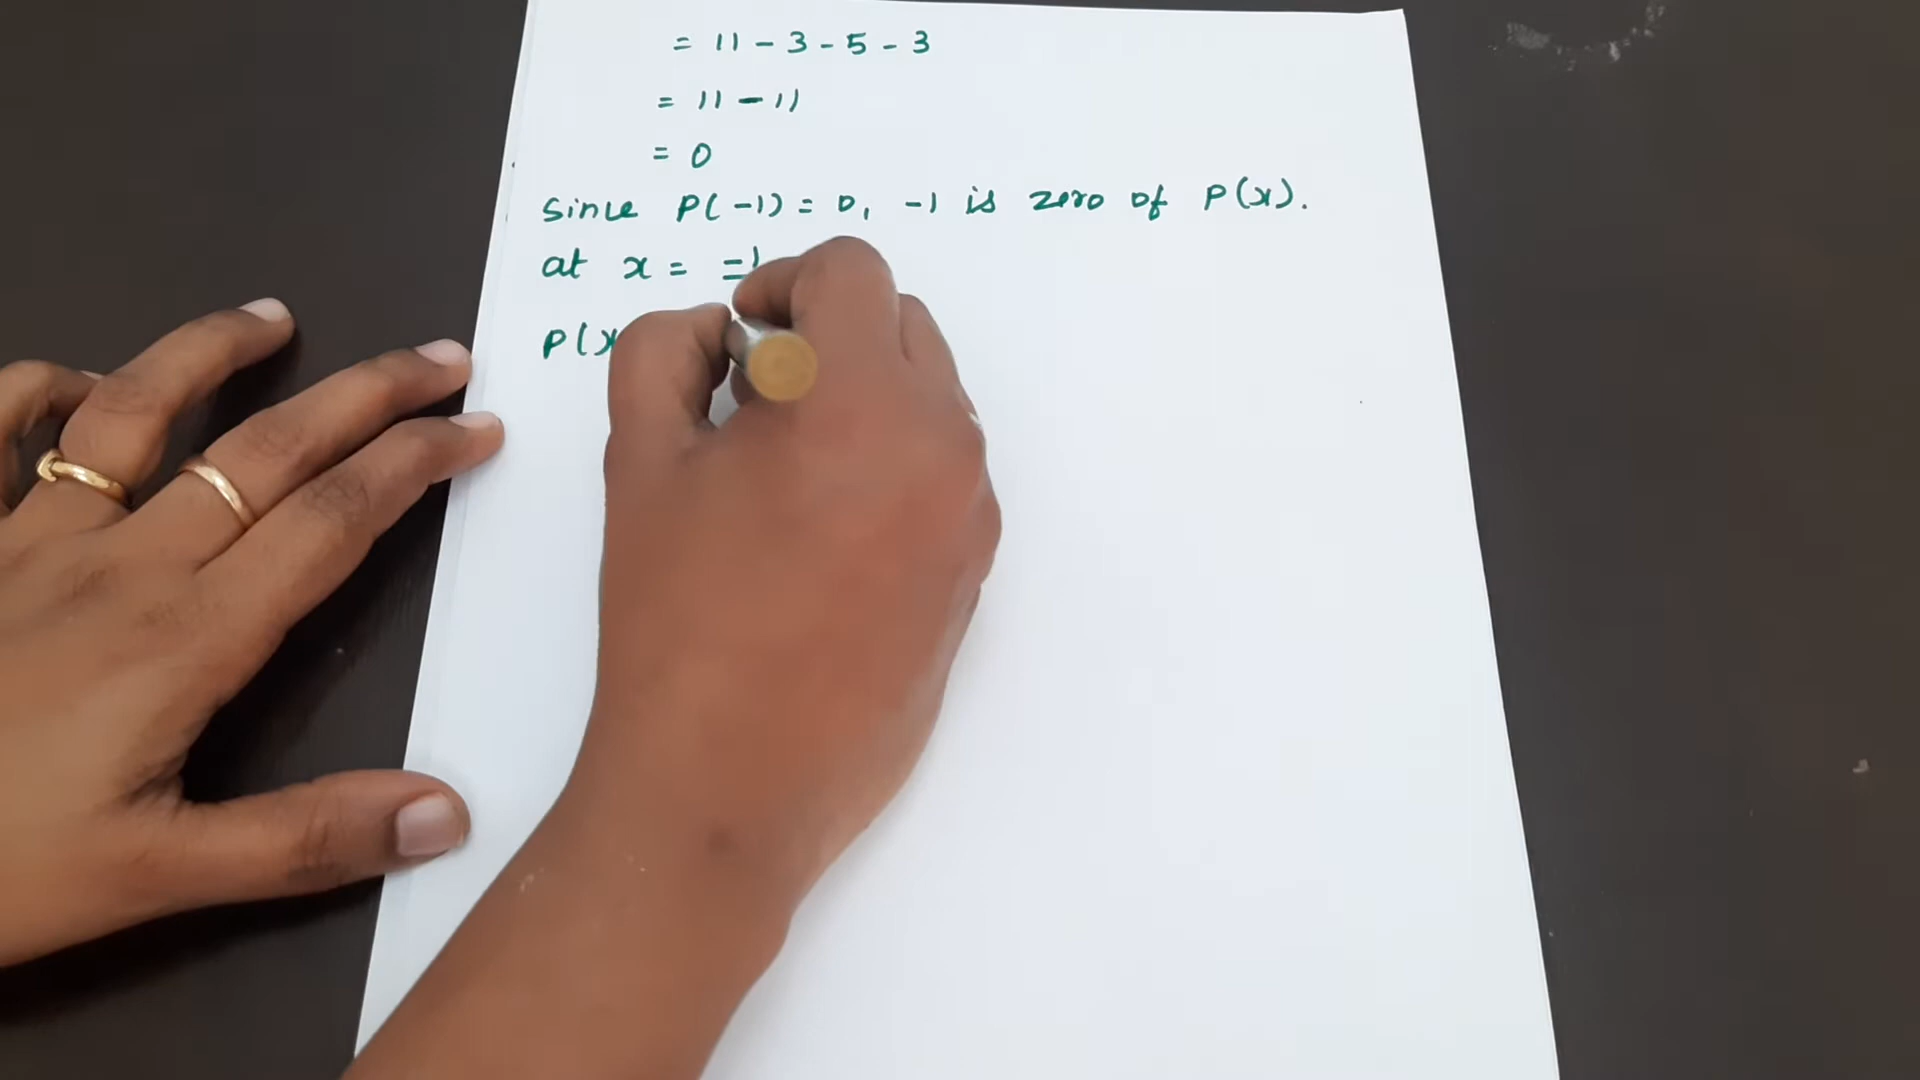 = 11 - 3 - 5 - 3
= 11 - 11
= 0
Since P(-1) = 0, -1 is zero of P(x).
at x =
P(x